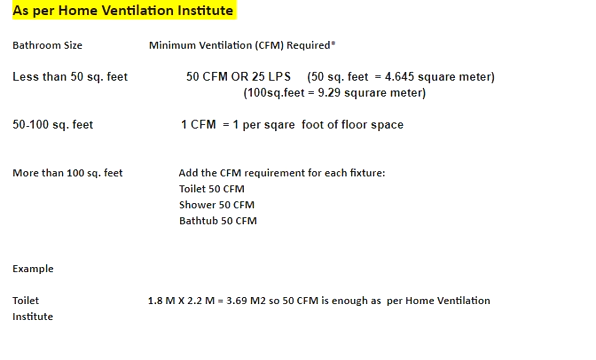 As per Home Ventilation Institute
Bathroom Size Minimum Ventilation (CFM) Required*
Less than 50 sq. feet 50 CFM OR 25 LPS (50 sq. feet = 4.645 square meter)
(100sq.feet = 9.29 squrare meter)
50-100 sq. feet 1 CFM = 1 per sqare foot of floor space
More than 100 sq. feet Add the CFM requirement for each fixture:
Toilet 50 CFM
Shower 50 CFM
Bathtub 50 CFM
Example
Toilet 1.8 M X 2.2 M = 3.69 M2 so 50 CFM is enough as per Home Ventilation
Institute